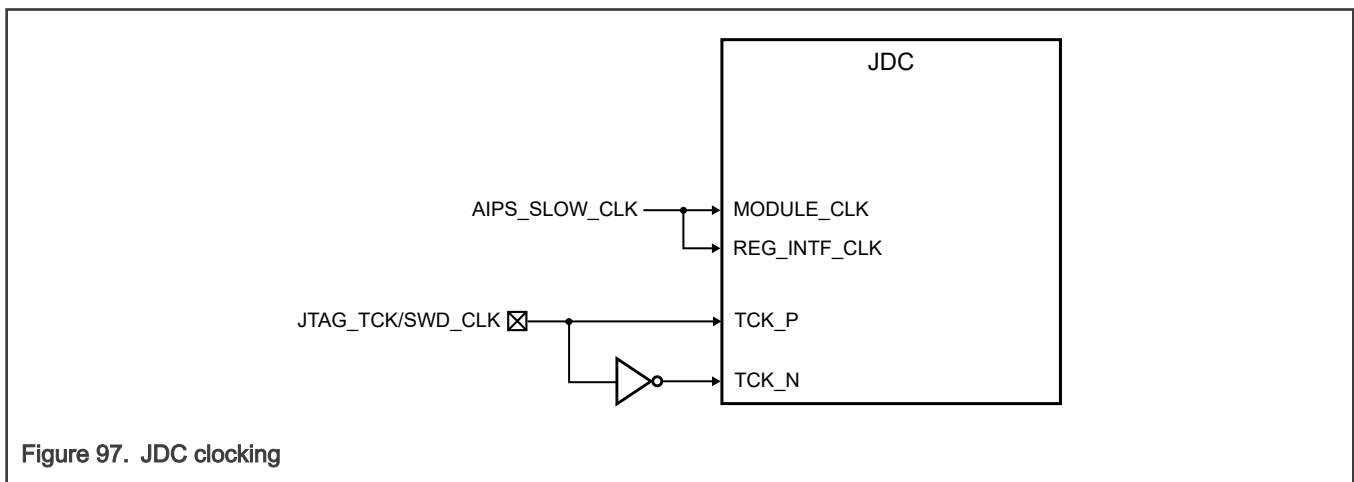 JDC
AIPS_SLOW_CLK
MODULE_CLK
REG_INTF_CLK
JTAG_TCK/SWD_CLK
TCK_P
TCK_N
Figure 97. JDC clocking